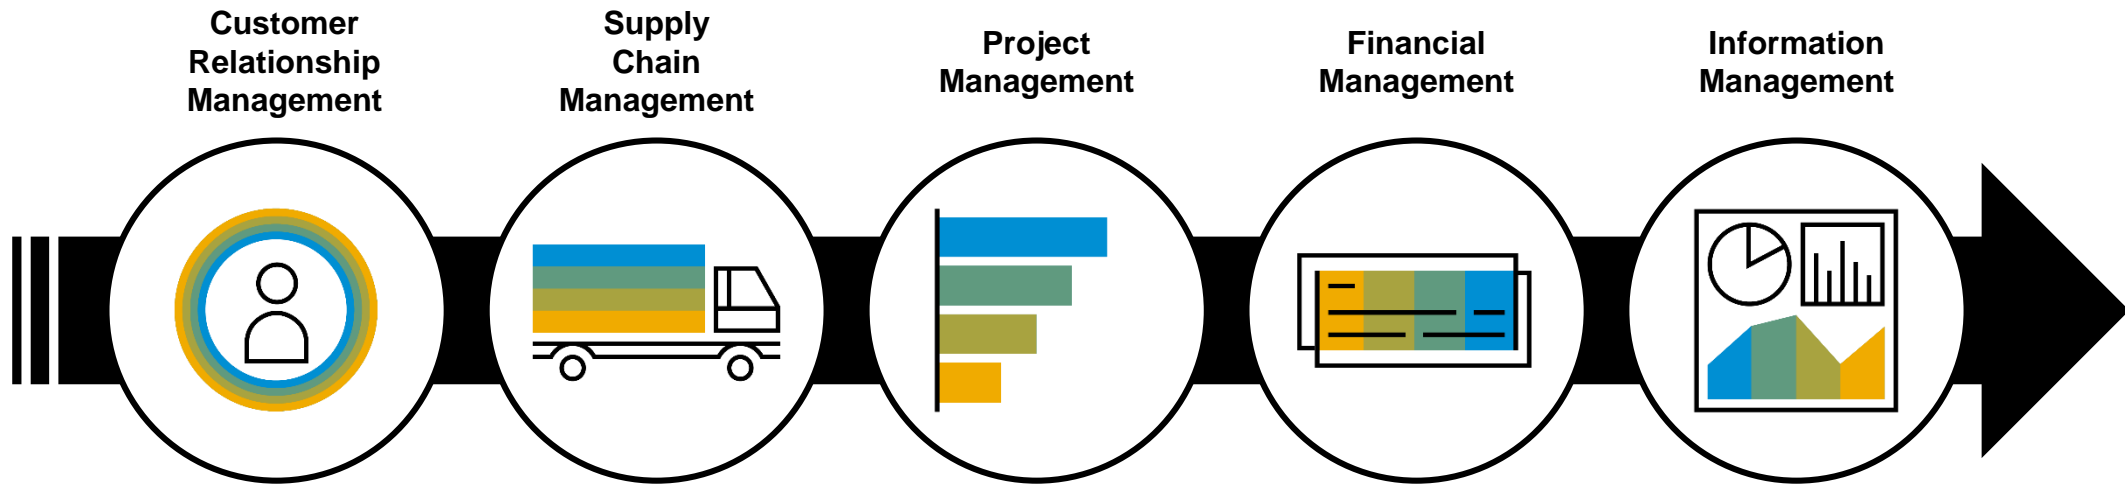 Customer
Relationship
Management
Supply
Chain
Management
Project
Management
Financial
Management
Information
Management